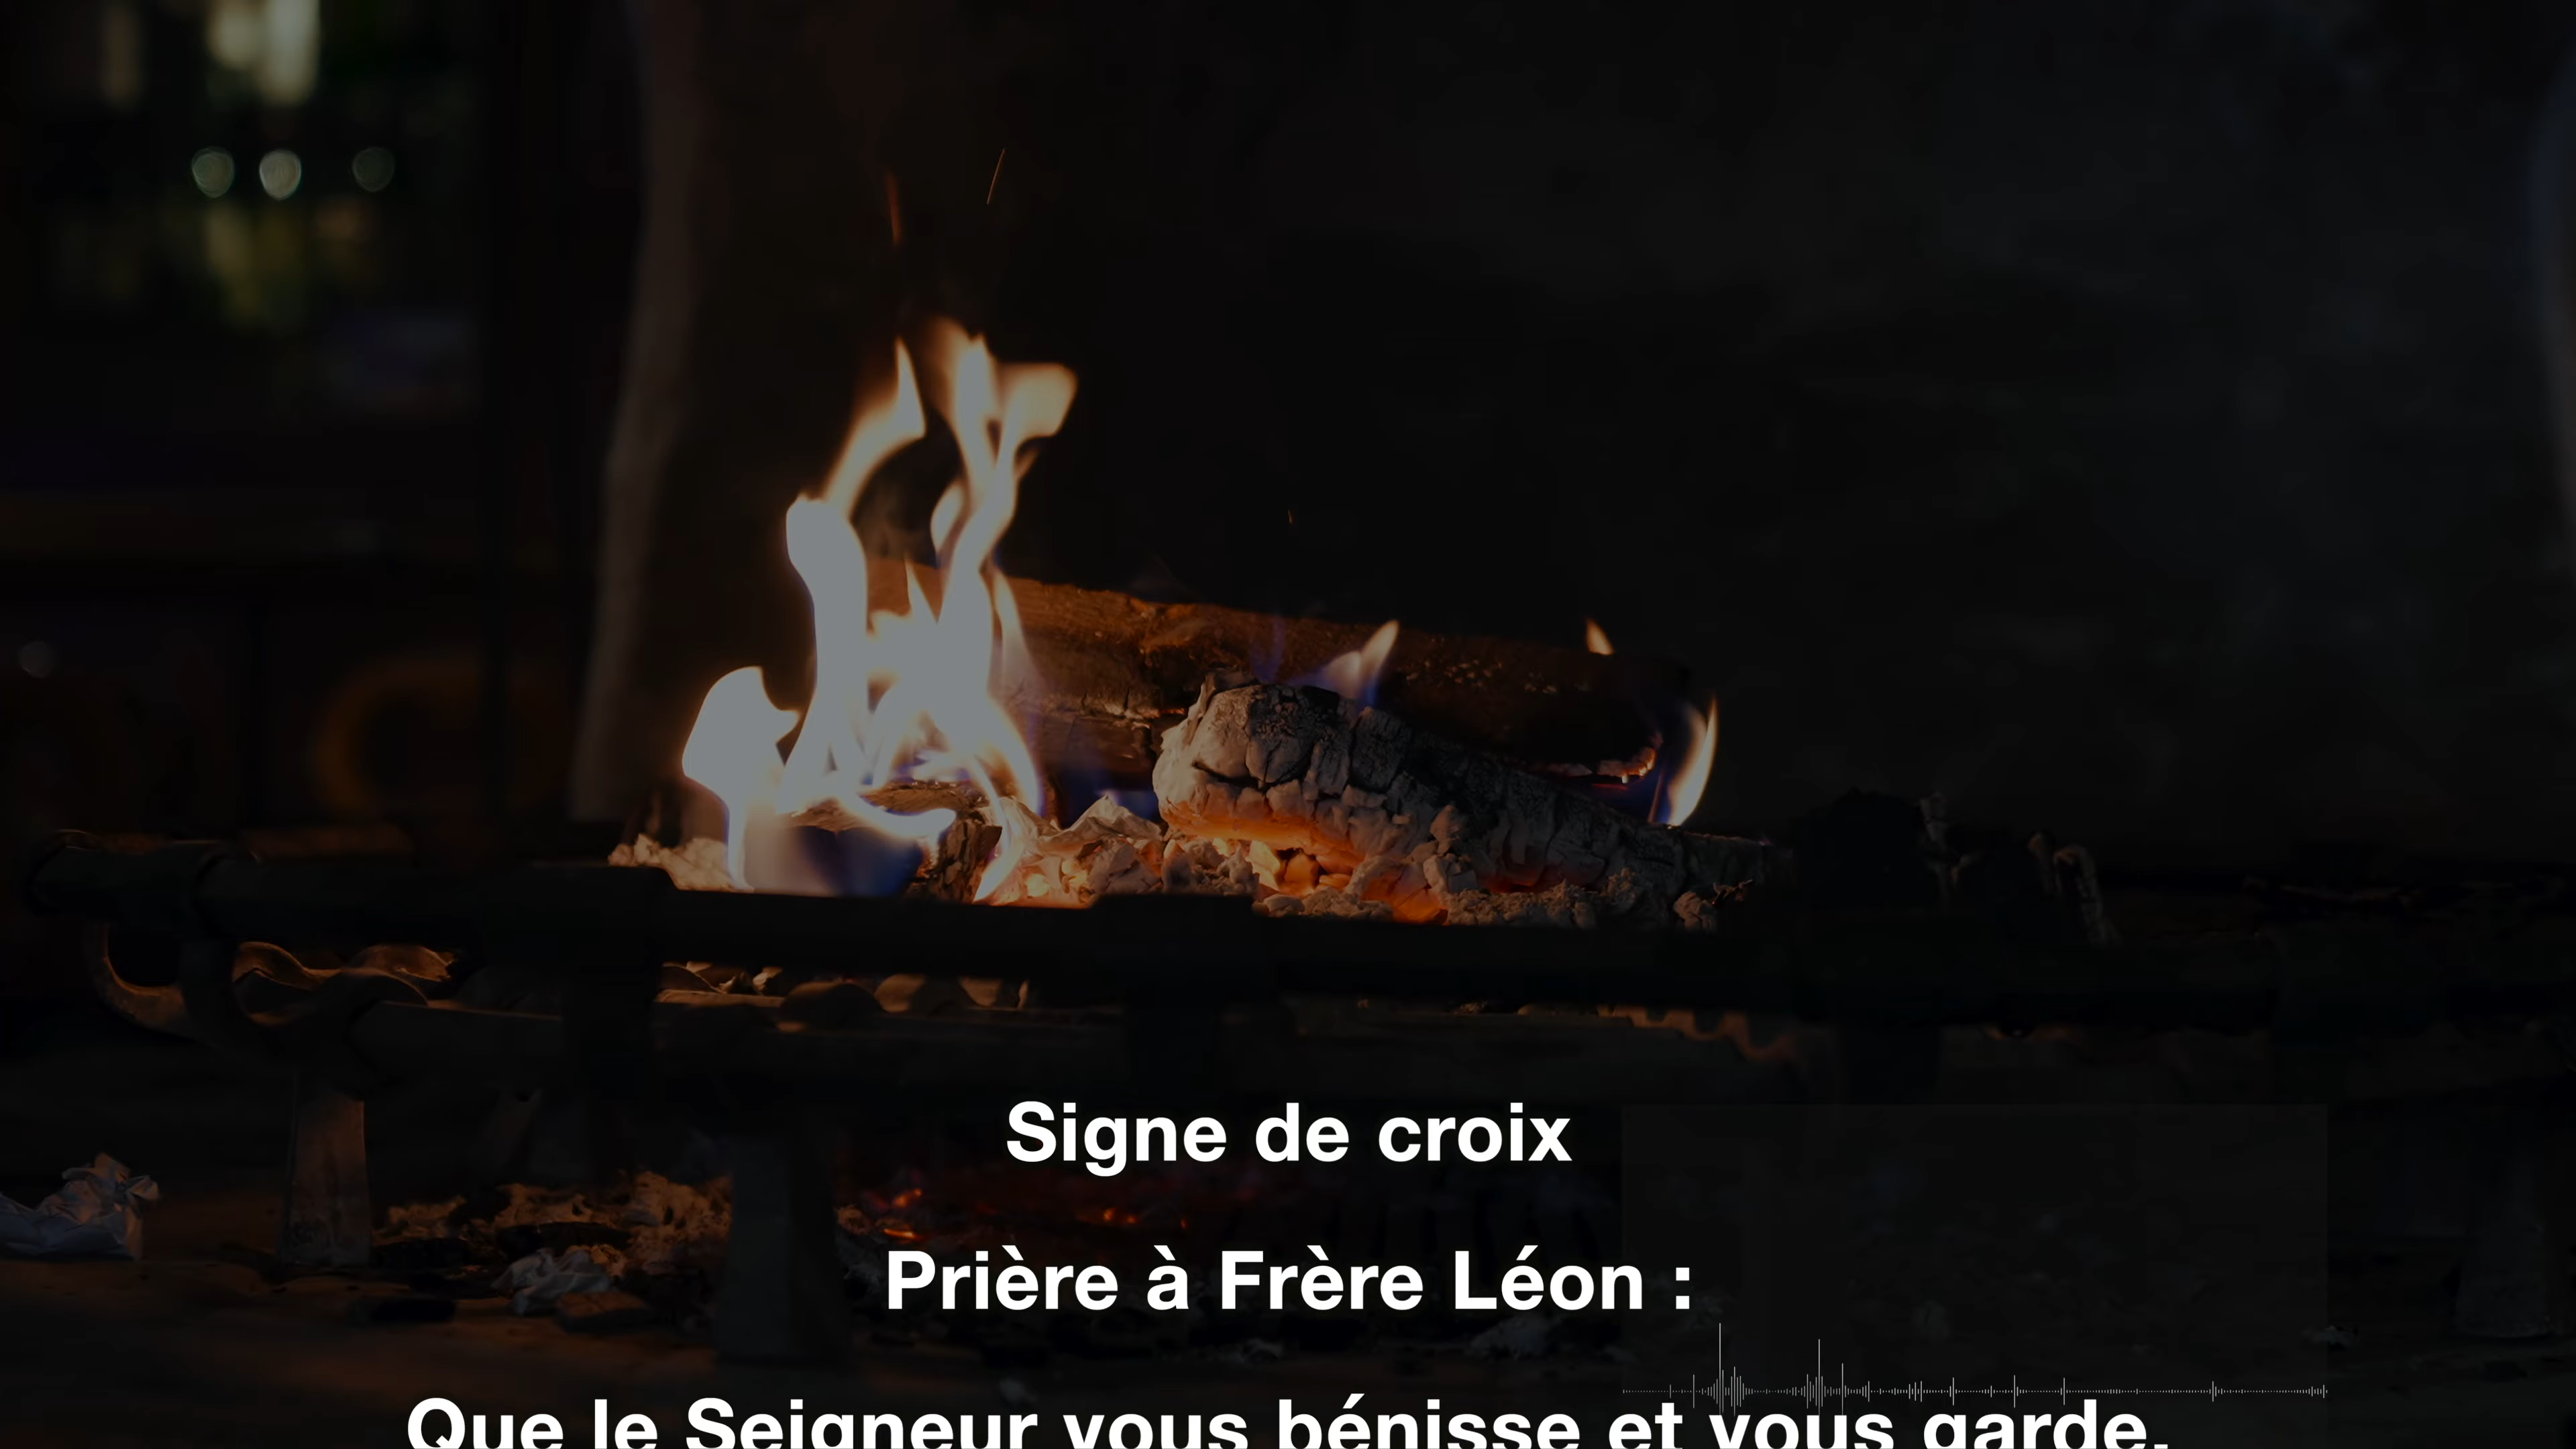 Signe de croix
Prière à Frère Léon :
Que le Seigneur vous bénisse et vous garde,